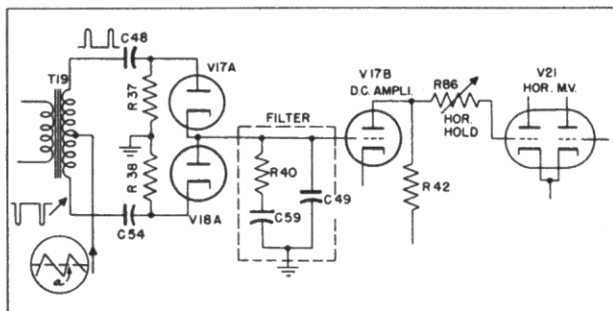 C48
V17A
T19
R37
R38
C54
V18A
a
FILTER
R40
C59
C49
V17B
D.C. AMPLI.
R86
HOR.
HOLD
R42
V21
HOR. M.V.